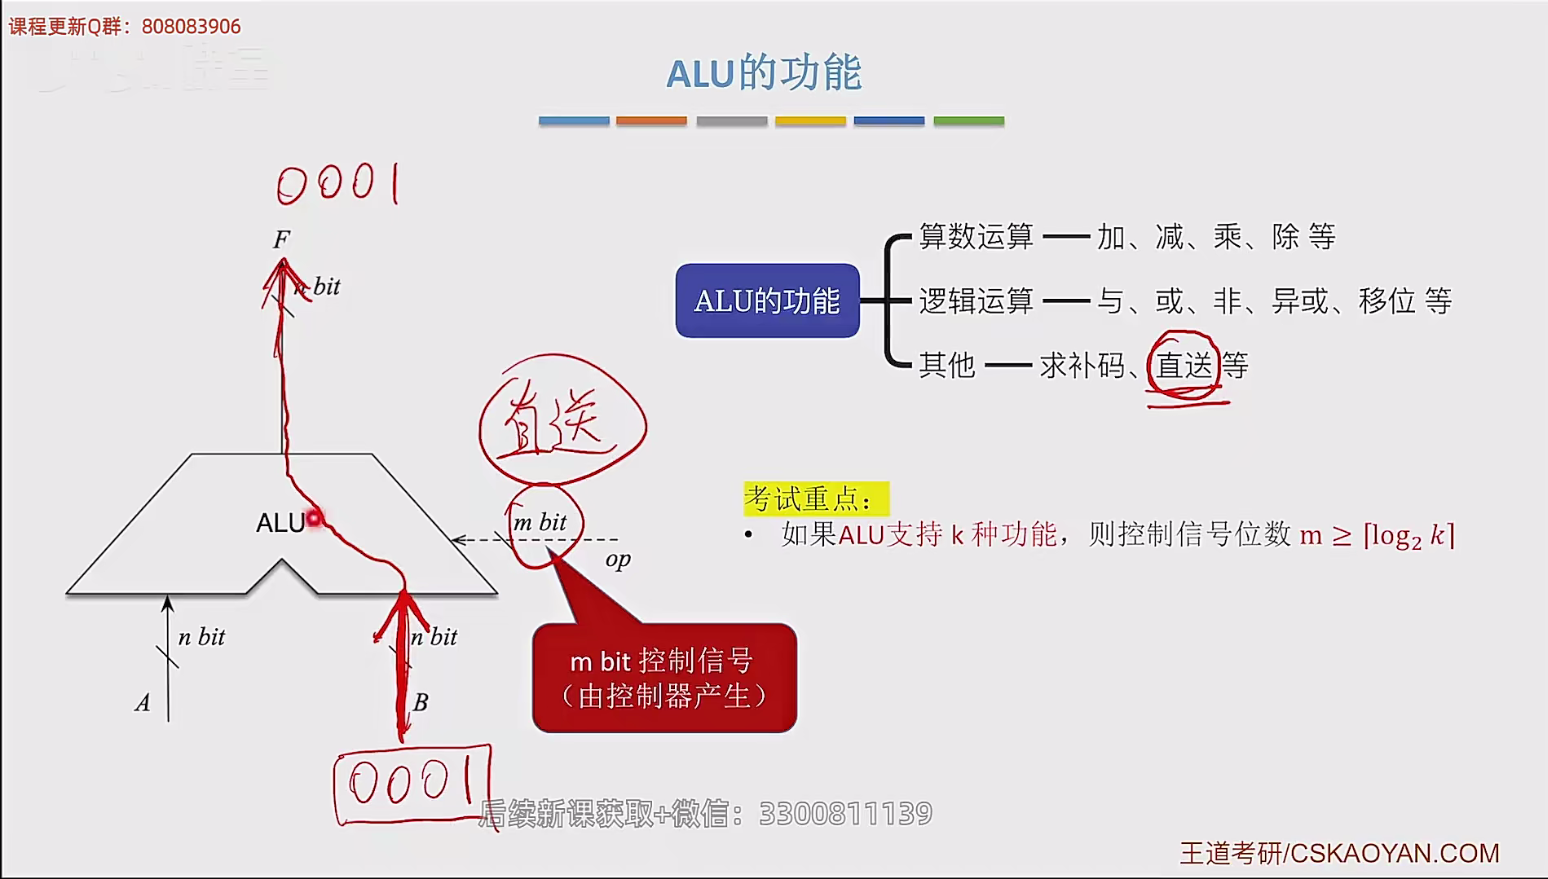 课程更新Q群：808083906
ALU的功能
0001
F
n bit
ALU的功能
算数运算 — 加、减、乘、除 等
逻辑运算 — 与、或、非、异或、移位 等
其他 — 求补码、直送 等
直送
ALU
m bit
op
考试重点：
• 如果ALU支持 k 种功能，则控制信号位数 m ≥ ⌈log₂ k⌉
n bit
n bit
A
B
m bit 控制信号
（由控制器产生）
0001
后续新课获取+微信：3300811139
王道考研/CSKAOYAN.COM